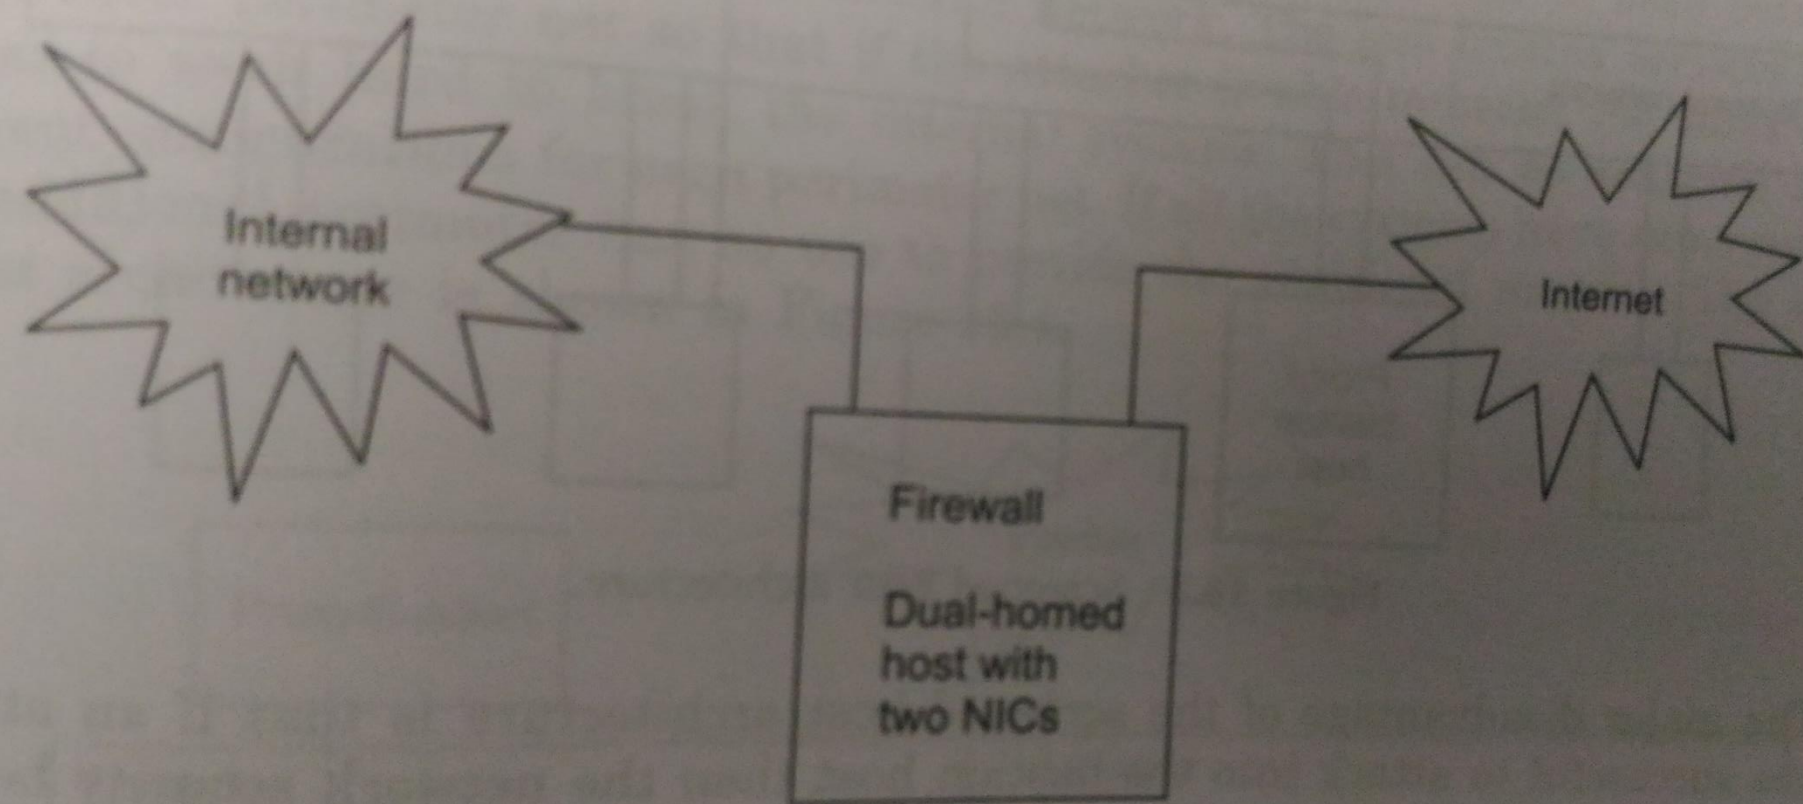 Internal
network
Internet
Firewall
Dual-homed
host with
two NICs